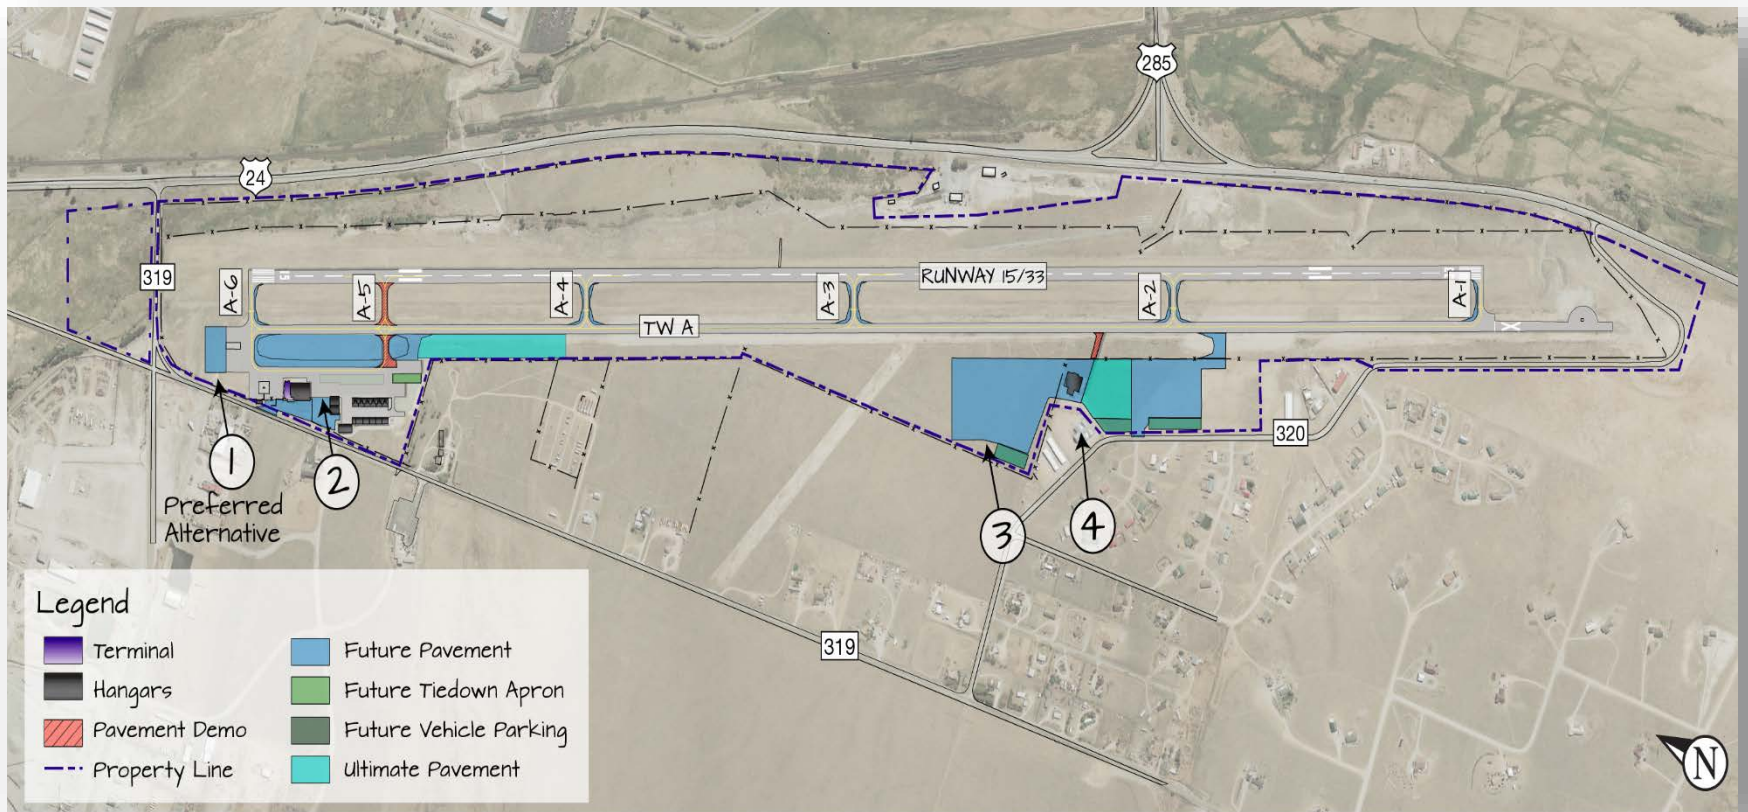 285
24
319
A-6
15
A-5
A-4
A-3
RUNWAY 15/33
A-2
A-1
TW A
X
320
1
Preferred
Alternative
2
3
4
319
Legend
Terminal
Hangars
Pavement Demo
Property Line
Future Pavement
Future Tiedown Apron
Future Vehicle Parking
Ultimate Pavement
N